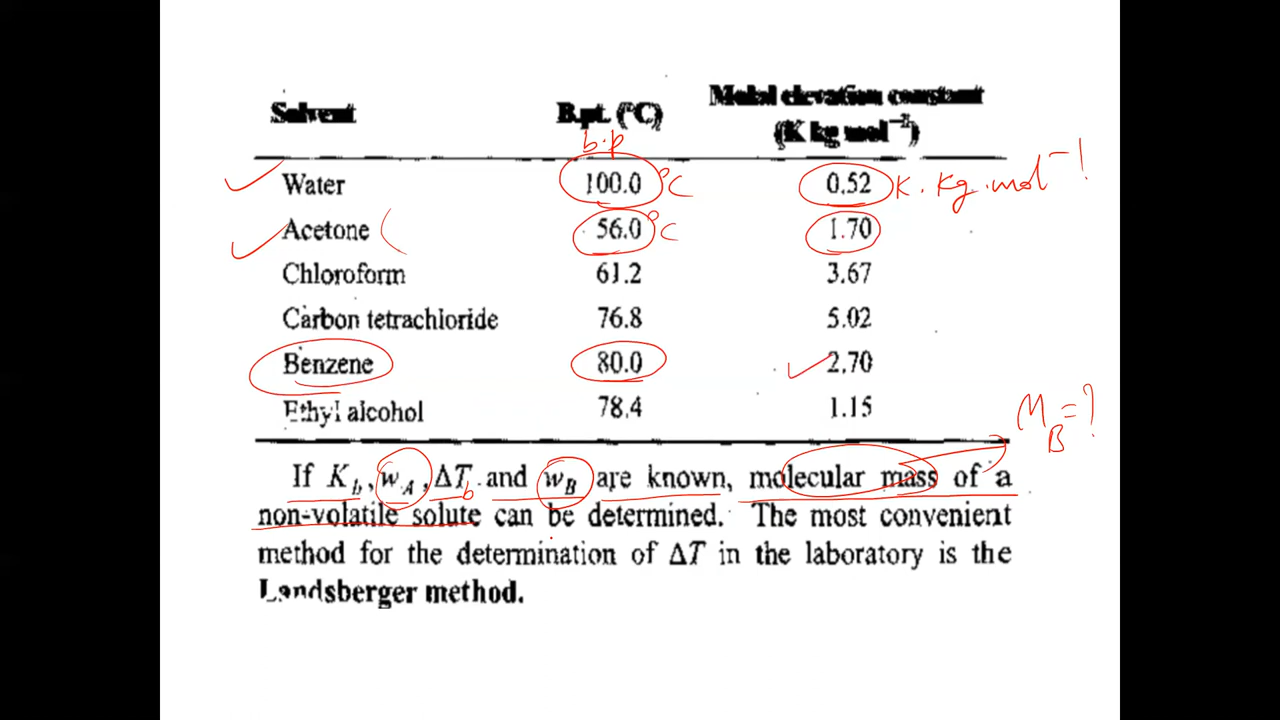 Solvent B.pt. (°C) Molal elevation constant
(K kg mol⁻¹)
b.p
Water 100.0 °C 0.52 K. Kg.mol⁻¹
Acetone ( 56.0 °C 1.70
Chloroform 61.2 3.67
Carbon tetrachloride 76.8 5.02
Benzene 80.0 2.70
Ethyl alcohol 78.4 1.15
M_B = ?
If K_b, w_A, ΔT_b and w_B are known, molecular mass of a
non-volatile solute can be determined. The most convenient
method for the determination of ΔT in the laboratory is the
Landsberger method.